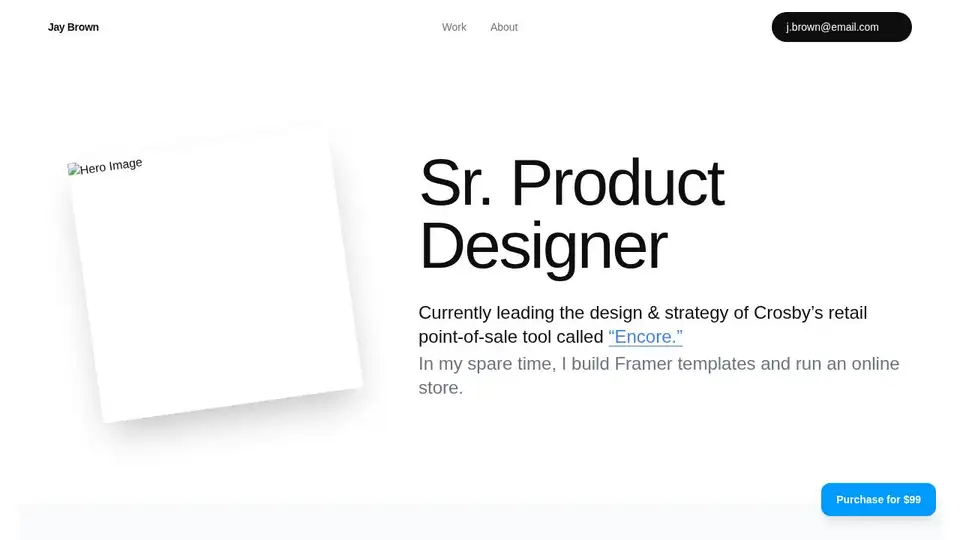 Jay Brown
Work
About
j.brown@email.com
Hero Image
Sr. Product
Designer
Currently leading the design & strategy of Crosby’s retail
point-of-sale tool called “Encore.”
In my spare time, I build Framer templates and run an online
store.
Purchase for $99